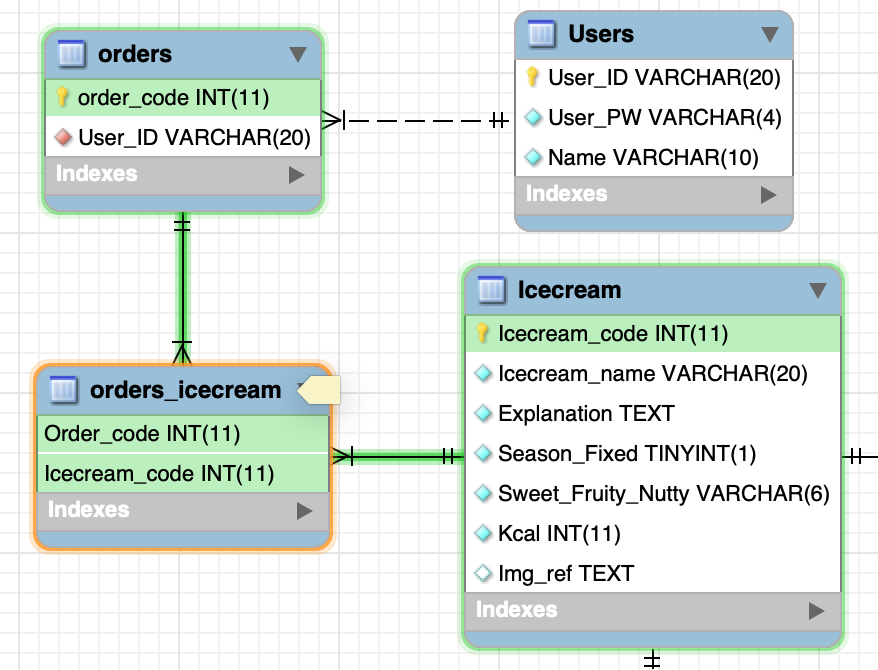 orders
order_code INT(11)
User_ID VARCHAR(20)
Indexes
Users
User_ID VARCHAR(20)
User_PW VARCHAR(4)
Name VARCHAR(10)
Indexes
orders_icecream
Order_code INT(11)
Icecream_code INT(11)
Indexes
Icecream
Icecream_code INT(11)
Icecream_name VARCHAR(20)
Explanation TEXT
Season_Fixed TINYINT(1)
Sweet_Fruity_Nutty VARCHAR(6)
Kcal INT(11)
Img_ref TEXT
Indexes